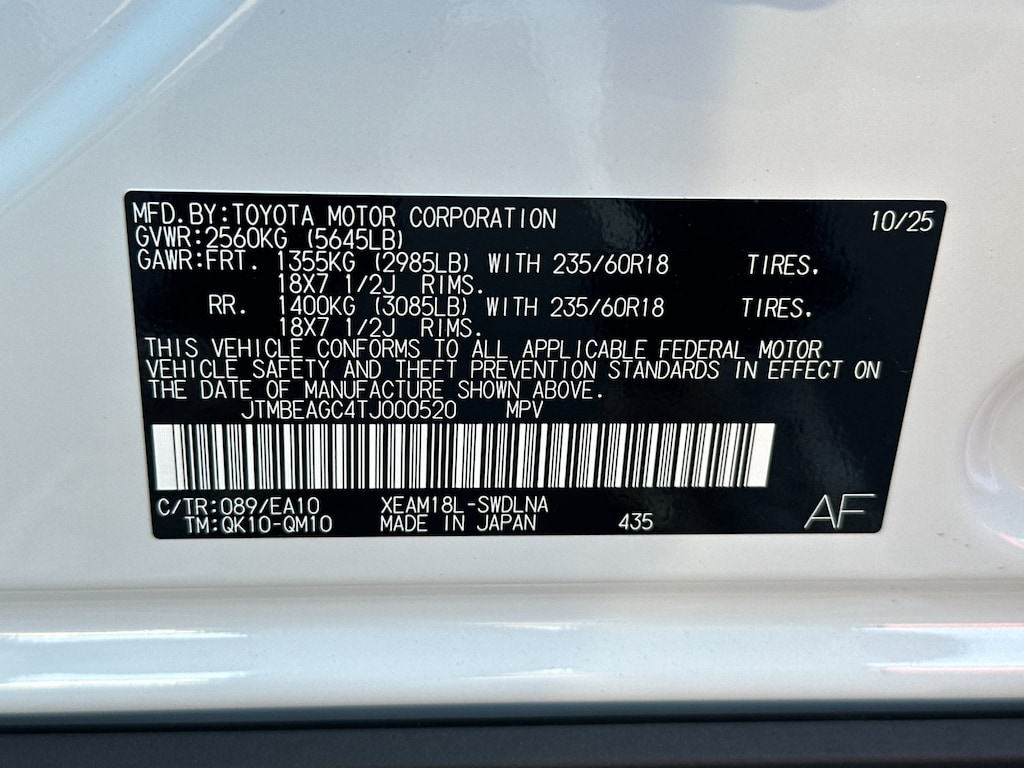 MFD.BY:TOYOTA MOTOR CORPORATION 10/25
GVWR:2560KG (5645LB)
GAWR:FRT. 1355KG (2985LB) WITH 235/60R18 TIRES.
18X7 1/2J RIMS.
RR. 1400KG (3085LB) WITH 235/60R18 TIRES.
18X7 1/2J RIMS.
THIS VEHICLE CONFORMS TO ALL APPLICABLE FEDERAL MOTOR
VEHICLE SAFETY AND THEFT PREVENTION STANDARDS IN EFFECT ON
THE DATE OF MANUFACTURE SHOWN ABOVE.
JTMBEAGC4TJ000520 MPV
C/TR:089/EA10 XEAM18L-SWDLNA
TM:QK10-QM10 MADE IN JAPAN 435 AF